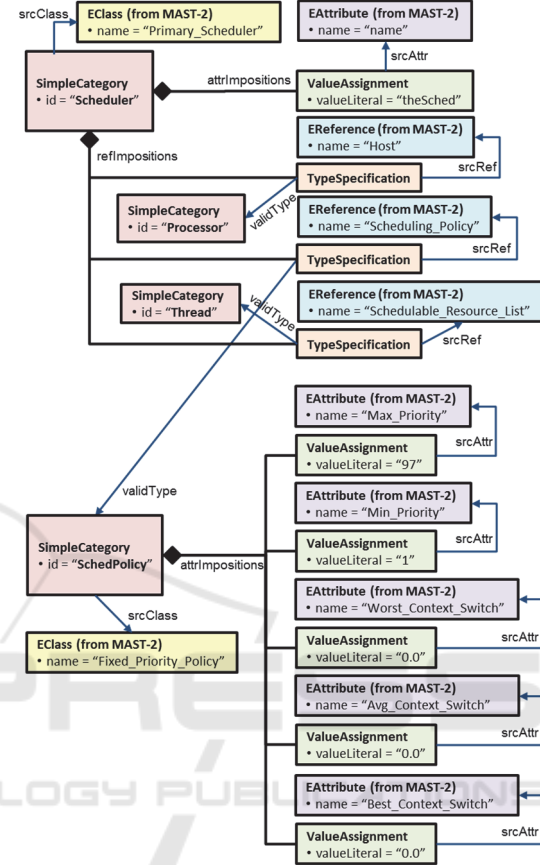 srcClass
EClass (from MAST-2)
• name = “Primary_Scheduler”
EAttribute (from MAST-2)
• name = “name”
srcAttr
SimpleCategory
• id = “Scheduler”
attrImpositions
ValueAssignment
• valueLiteral = “theSched”
refImpositions
EReference (from MAST-2)
• name = “Host”
srcRef
TypeSpecification
validType
SimpleCategory
• id = “Processor”
EReference (from MAST-2)
• name = “Scheduling_Policy”
srcRef
TypeSpecification
SimpleCategory
• id = “Thread”
validType
EReference (from MAST-2)
• name = “Schedulable_Resource_List”
TypeSpecification
srcRef
EAttribute (from MAST-2)
• name = “Max_Priority”
srcAttr
ValueAssignment
• valueLiteral = “97”
validType
EAttribute (from MAST-2)
• name = “Min_Priority”
srcAttr
SimpleCategory
• id = “SchedPolicy”
attrImpositions
ValueAssignment
• valueLiteral = “1”
srcClass
EAttribute (from MAST-2)
• name = “Worst_Context_Switch”
EClass (from MAST-2)
• name = “Fixed_Priority_Policy”
srcAttr
ValueAssignment
• valueLiteral = “0.0”
EAttribute (from MAST-2)
• name = “Avg_Context_Switch”
srcAttr
ValueAssignment
• valueLiteral = “0.0”
EAttribute (from MAST-2)
• name = “Best_Context_Switch”
srcAttr
ValueAssignment
• valueLiteral = “0.0”
PRESS
LOGY PUBLICATIONS